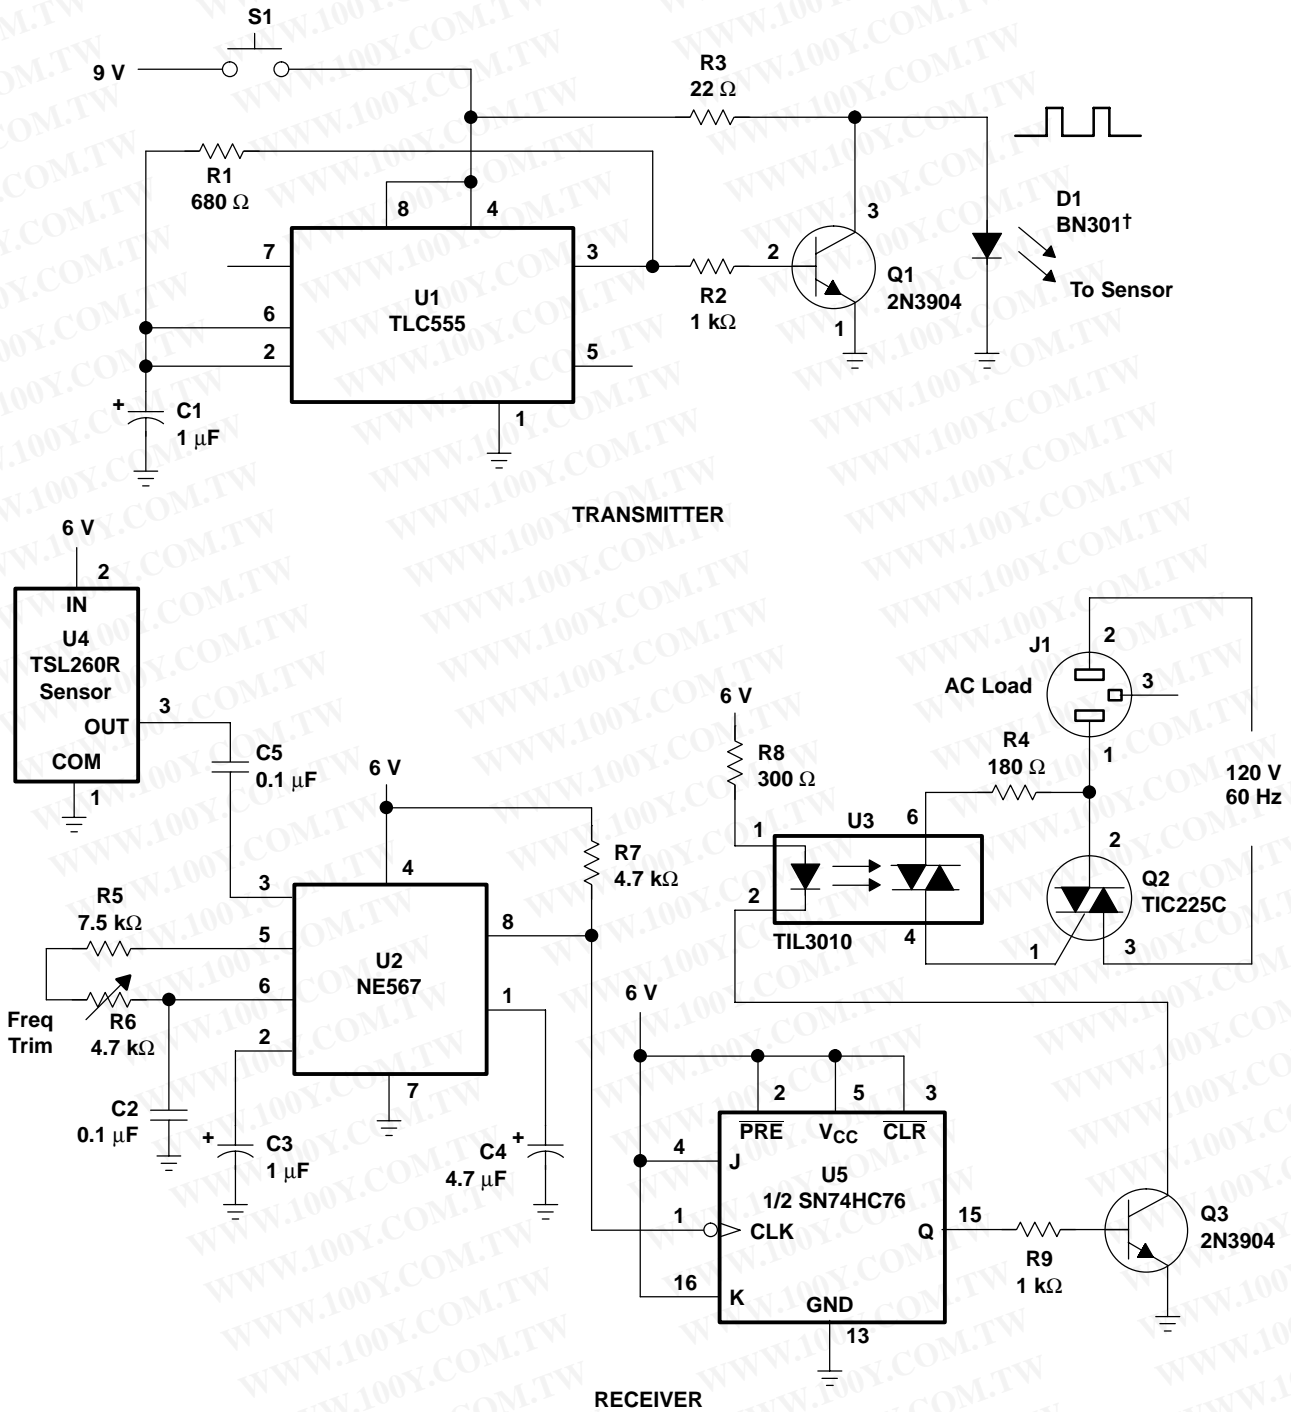 S1
9 V
R3
22 Ω
R1
680 Ω
8
4
7
3
6
2
5
1
U1
TLC555
R2
1 kΩ
2
3
1
Q1
2N3904
D1
BN301†
To Sensor
+
C1
1 µF
TRANSMITTER
6 V
2
IN
U4
TSL260R
Sensor
OUT
3
COM
1
C5
0.1 µF
6 V
4
R7
4.7 kΩ
3
R5
7.5 kΩ
5
8
U2
NE567
6
1
Freq
Trim
R6
4.7 kΩ
2
7
C2
0.1 µF
+
C3
1 µF
C4
4.7 µF
+
6 V
R8
300 Ω
J1
AC Load
2
3
1
R4
180 Ω
120 V
60 Hz
U3
1
6
2
4
TIL3010
2
Q2
TIC225C
1
3
6 V
2
5
3
PRE
VCC
CLR
4
J
U5
1/2 SN74HC76
1
CLK
Q
15
16
K
GND
13
R9
1 kΩ
Q3
2N3904
RECEIVER
WWW.100Y.COM.TW